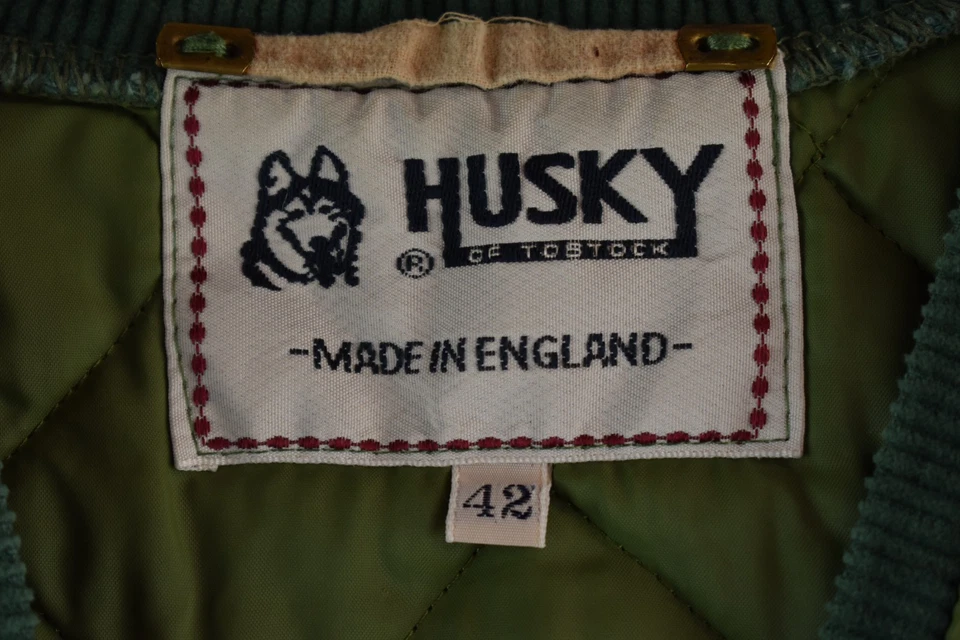 HUSKY
® OF TOSTOCK
-MADE IN ENGLAND-
42